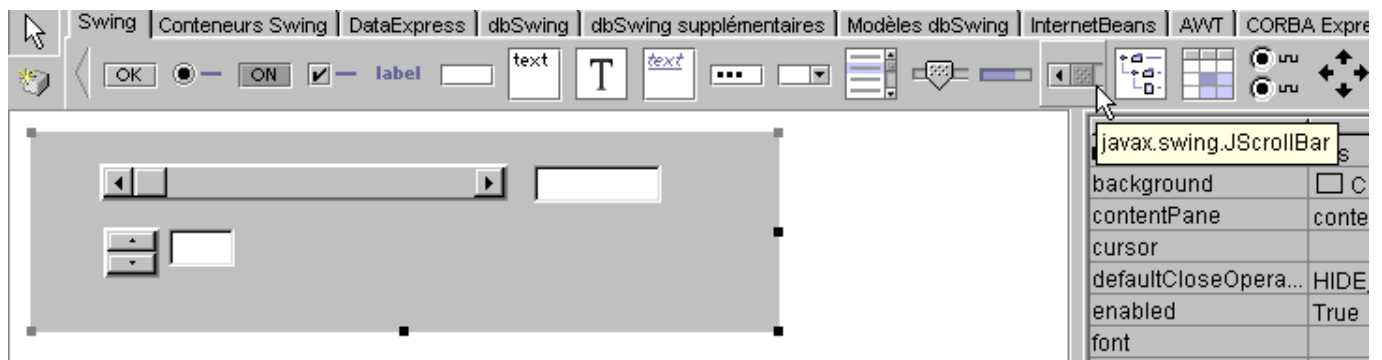 Swing Conteneurs Swing DataExpress dbSwing dbSwing supplémentaires Modèles dbSwing InternetBeans AWT CORBA Expre
OK ON label text T text
javax.swing.JScrollBar s
background C
contentPane conte
cursor
defaultCloseOpera... HIDE_
enabled True
font